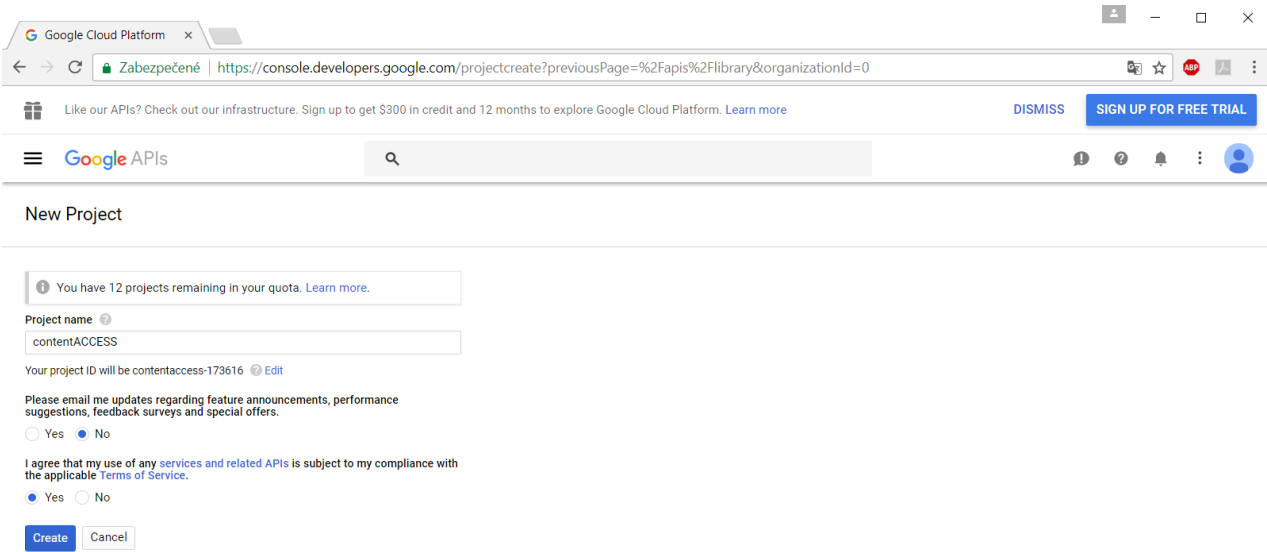 Google Cloud Platform
Zabezpečené | https://console.developers.google.com/projectcreate?previousPage=%2Fapis%2Flibrary&organizationId=0
ABP
Like our APIs? Check out our infrastructure. Sign up to get $300 in credit and 12 months to explore Google Cloud Platform. Learn more
DISMISS
SIGN UP FOR FREE TRIAL
Google APIs
New Project
You have 12 projects remaining in your quota. Learn more.
Project name
contentACCESS
Your project ID will be contentaccess-173616 Edit
Please email me updates regarding feature announcements, performance
suggestions, feedback surveys and special offers.
Yes No
I agree that my use of any services and related APIs is subject to my compliance with
the applicable Terms of Service.
Yes No
Create Cancel